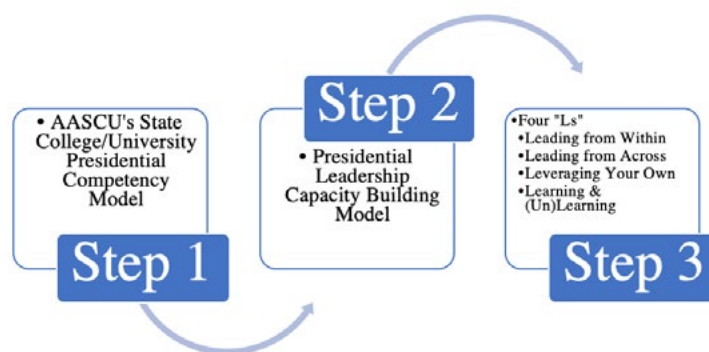 • AASCU's State
College/University
Presidential
Competency
Model
Step 1
Step 2
• Presidential
Leadership
Capacity Building
Model
•Four "Ls"
•Leading from Within
•Leading from Across
•Leveraging Your Own
•Learning &
(Un)Learning
Step 3